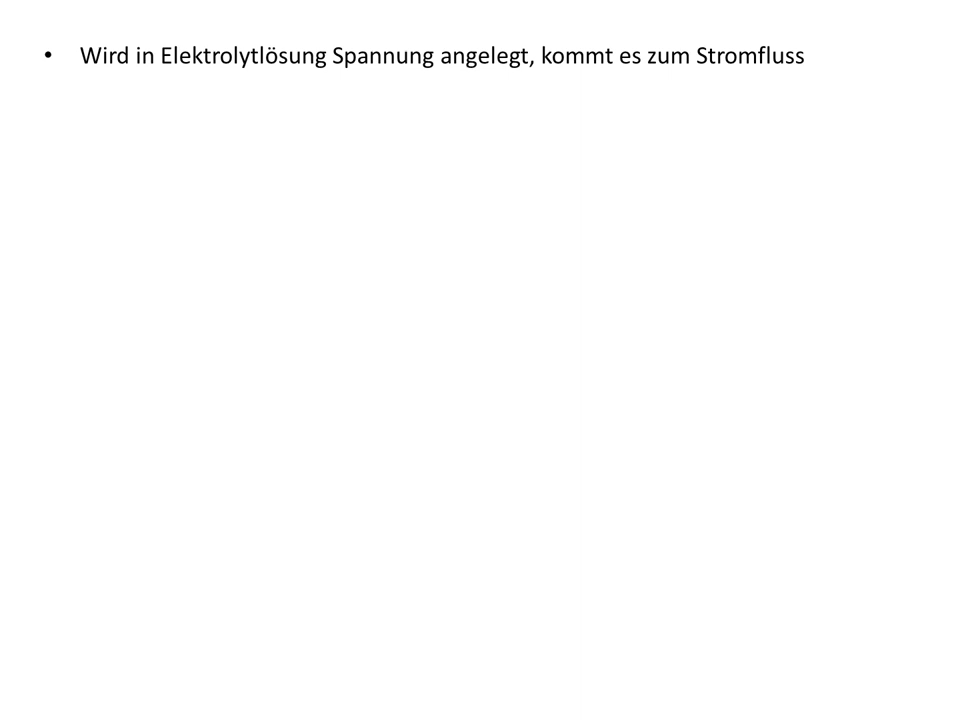 • Wird in Elektrolytlösung Spannung angelegt, kommt es zum Stromfluss